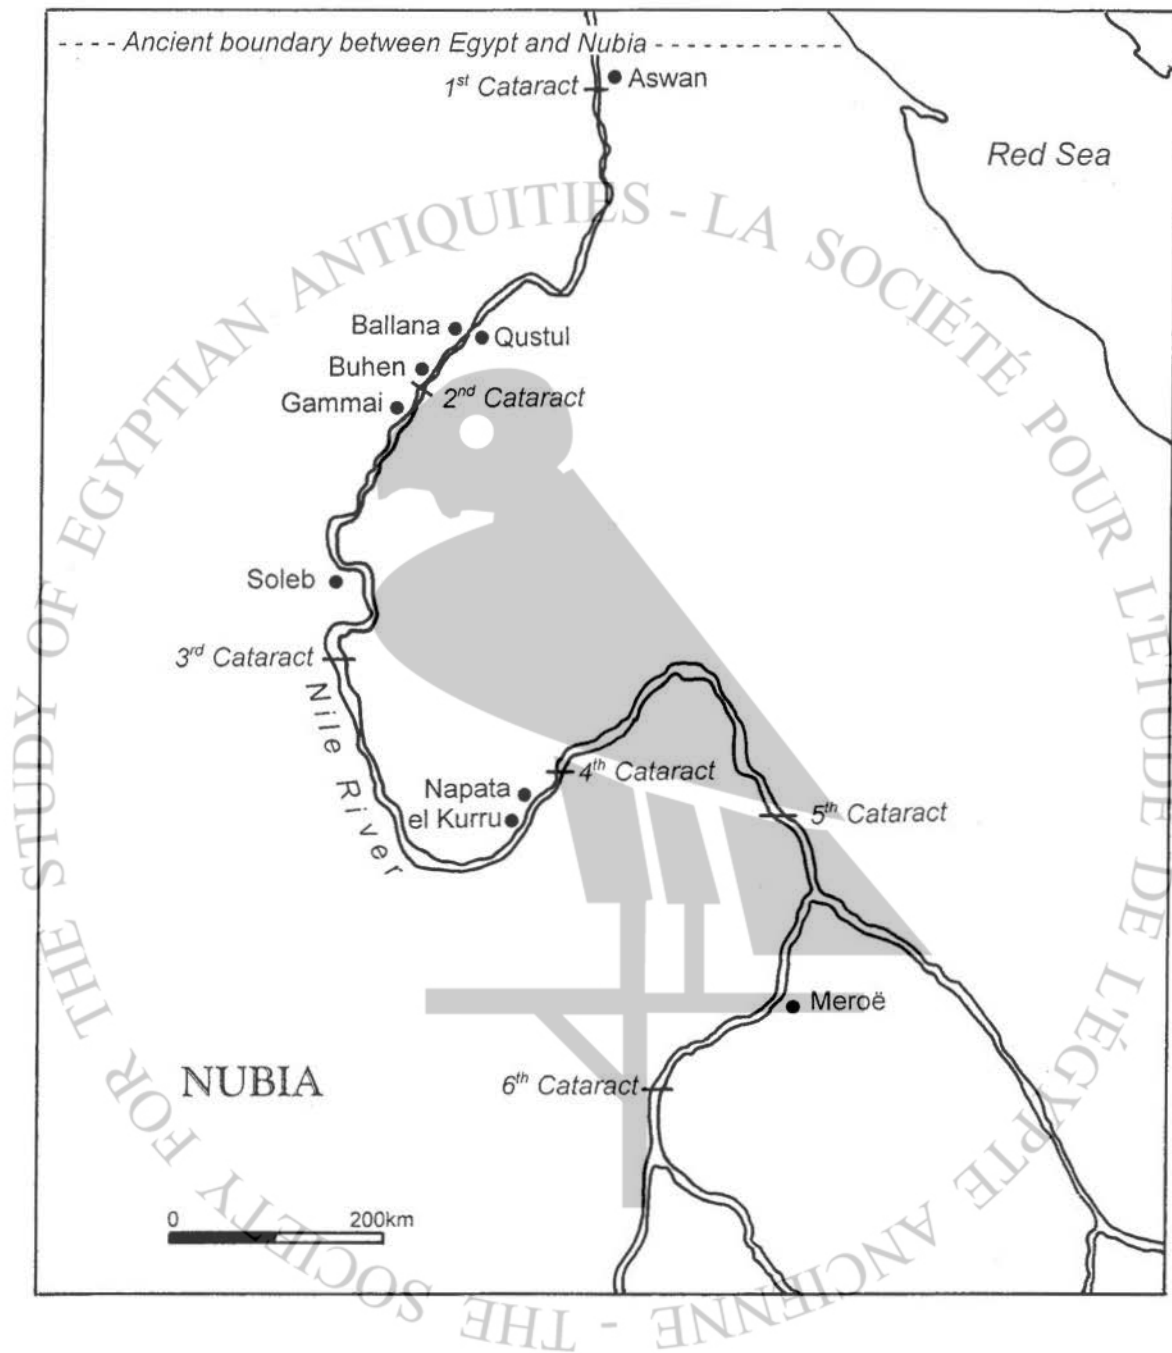 ---- Ancient boundary between Egypt and Nubia ------------
1st Cataract
Aswan
Red Sea
Ballana
Qustul
Buhen
2nd Cataract
Gammai
Soleb
3rd Cataract
Nile River
4th Cataract
Napata
el Kurru
5th Cataract
Meroë
NUBIA
6th Cataract
0 200km
THE SOCIETY FOR THE STUDY OF EGYPTIAN ANTIQUITIES - LA SOCIÉTÉ POUR L'ÉTUDE DE L'ÉGYPTE ANCIENNE -